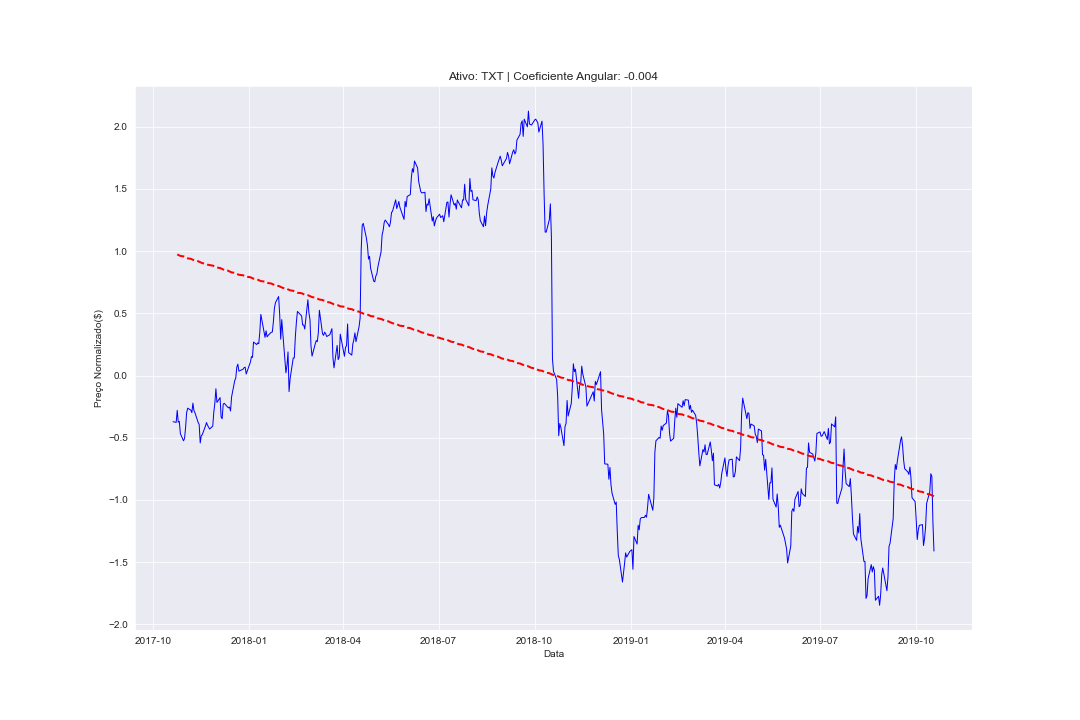 Ativo: TXT | Coeficiente Angular: -0.004
Preço Normalizado($)
2.0
1.5
1.0
0.5
0.0
−0.5
−1.0
−1.5
−2.0
2017-10 2018-01 2018-04 2018-07 2018-10 2019-01 2019-04 2019-07 2019-10
Data